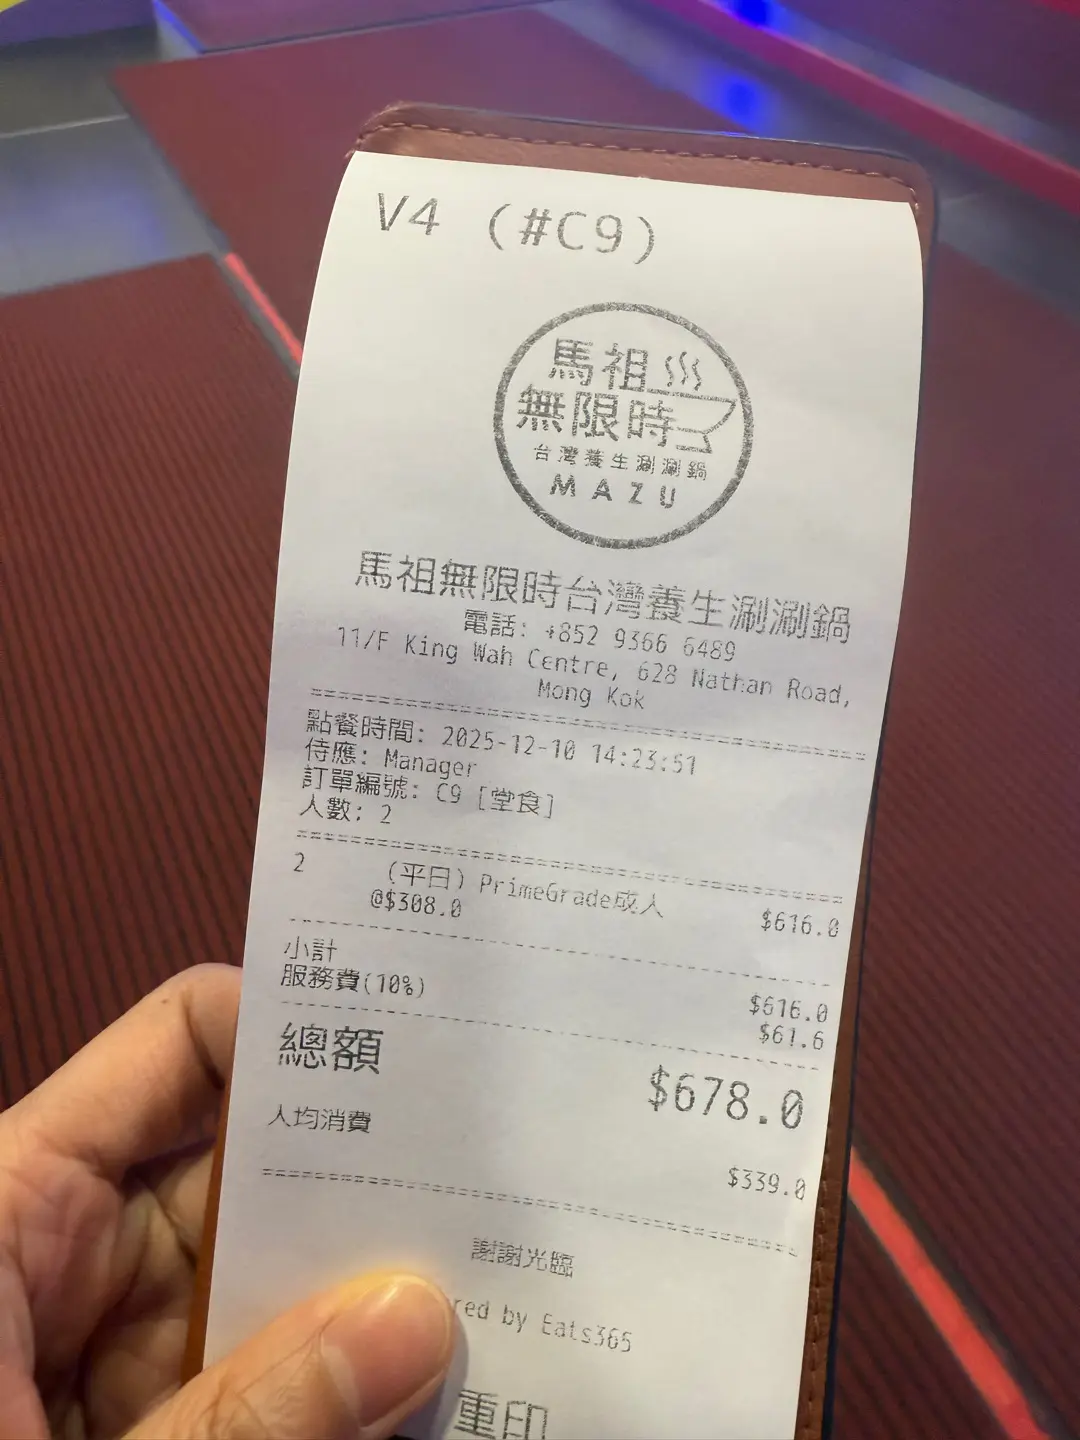 V4 (#C9)
馬祖
無限時
台灣養生涮涮鍋
MAZU
馬祖無限時台灣養生涮涮鍋
電話: +852 9366 6489
11/F King Wah Centre, 628 Nathan Road,
Mong Kok
點餐時間: 2025-12-10 14:23:51
侍應: Manager
訂單編號: C9 [堂食]
人數: 2
2 (平日) PrimeGrade成人 $616.0
@$308.0
小計 $616.0
服務費(10%) $61.6
總額 $678.0
人均消費 $339.0
謝謝光臨
red by Eats365
重印